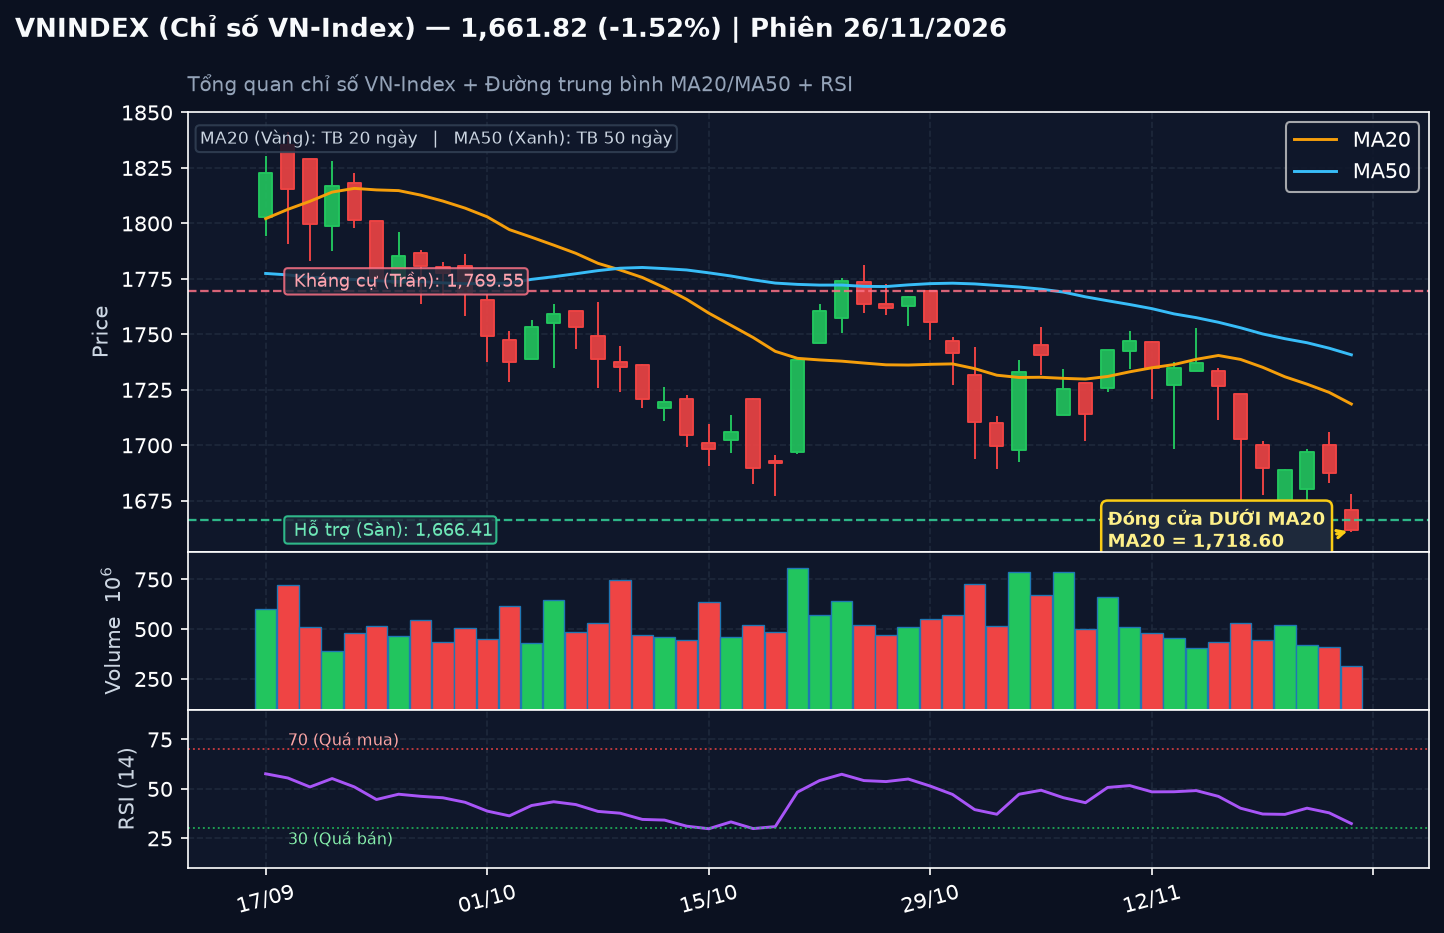 VNINDEX (Chỉ số VN-Index) — 1,661.82 (-1.52%) | Phiên 26/11/2026
Tổng quan chỉ số VN-Index + Đường trung bình MA20/MA50 + RSI
MA20 (Vàng): TB 20 ngày | MA50 (Xanh): TB 50 ngày
MA20
MA50
Price
1850
1825
1800
1775
1750
1725
1700
1675
Kháng cự (Trần): 1,769.55
Hỗ trợ (Sàn): 1,666.41
Đóng cửa DƯỚI MA20
MA20 = 1,718.60
Volume 10^6
750
500
250
RSI (14)
75
50
25
70 (Quá mua)
30 (Quá bán)
17/09
01/10
15/10
29/10
12/11